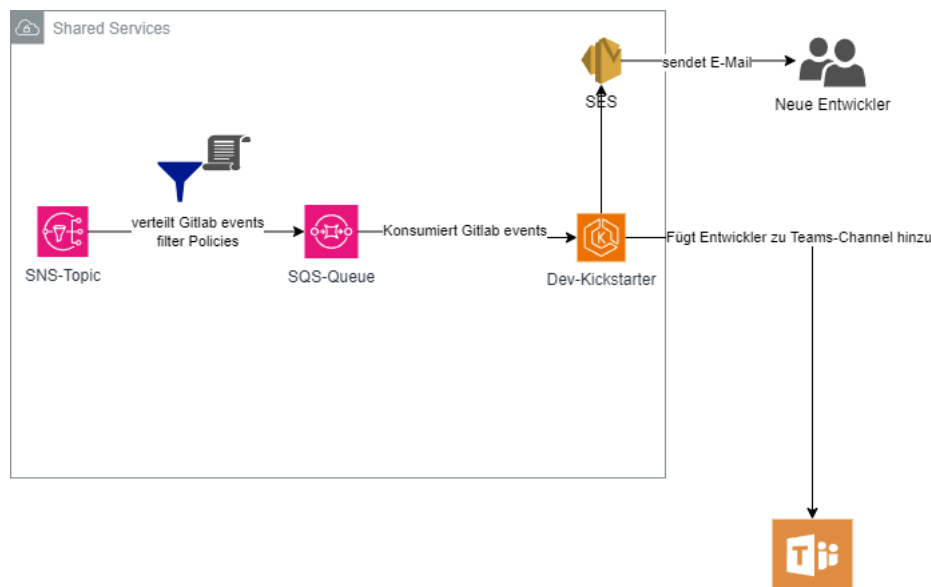 Shared Services
sendet E-Mail
SES
Neue Entwickler
verteilt Gitlab events
filter Policies
Konsumiert Gitlab events
Fügt Entwickler zu Teams-Channel hinzu
SNS-Topic
SQS-Queue
Dev-Kickstarter
K
T